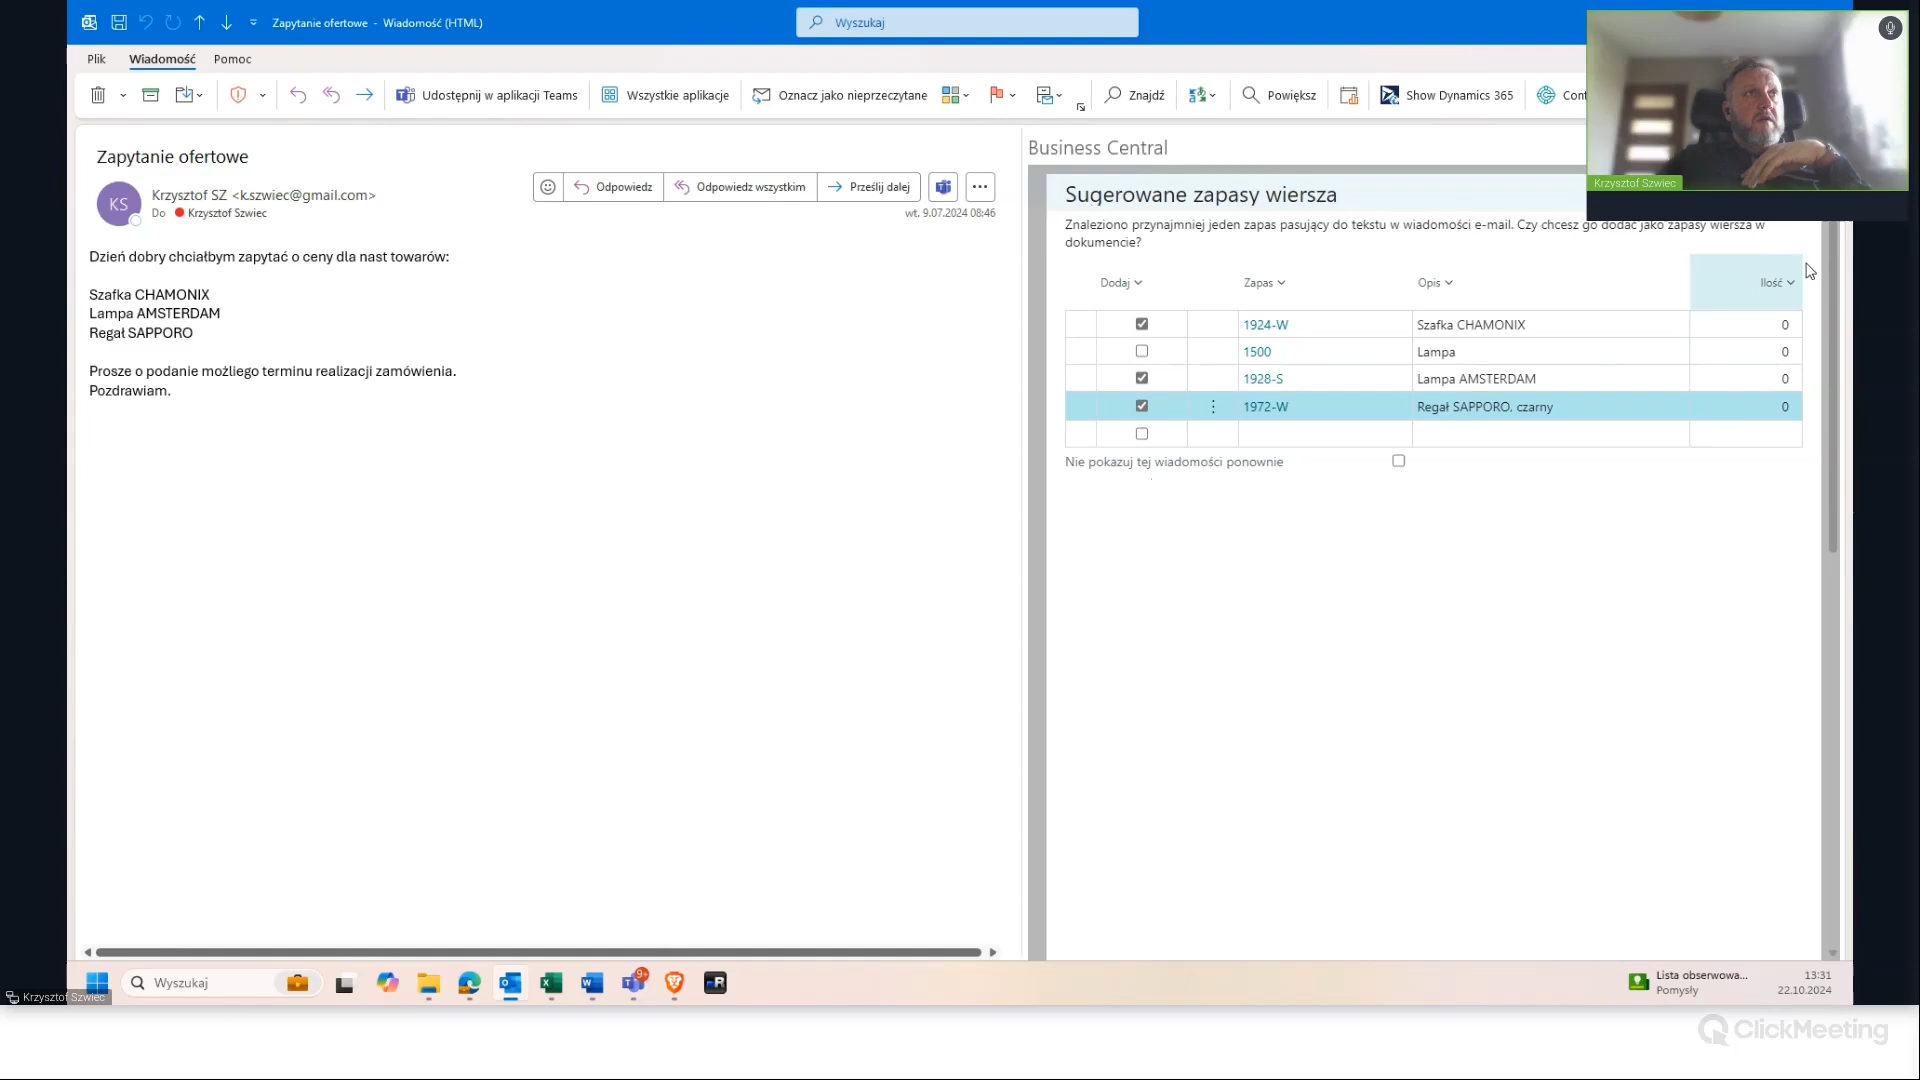 Zapytanie ofertowe - Wiadomość (HTML)
Wyszukaj
Plik Wiadomość Pomoc
Udostępnij w aplikacji Teams
Wszystkie aplikacje
Oznacz jako nieprzeczytane
Znajdź
Powiększ
Show Dynamics 365
Cont
Zapytanie ofertowe
KS
Krzysztof SZ <k.szwiec@gmail.com>
Do Krzysztof Szwiec
Odpowiedz
Odpowiedz wszystkim
Prześlij dalej
wt. 9.07.2024 08:46
Dzień dobry chciałbym zapytać o ceny dla nast towarów:
Szafka CHAMONIX
Lampa AMSTERDAM
Regał SAPPORO
Prosze o podanie możliego terminu realizacji zamówienia.
Pozdrawiam.
Business Central
Sugerowane zapasy wiersza
Znaleziono przynajmniej jeden zapas pasujący do tekstu w wiadomości e-mail. Czy chcesz go dodać jako zapasy wiersza w
dokumencie?
Dodaj Zapas Opis Ilość
1924-W Szafka CHAMONIX 0
1500 Lampa 0
1928-S Lampa AMSTERDAM 0
1972-W Regał SAPPORO, czarny 0
Nie pokazuj tej wiadomości ponownie
Krzysztof Szwiec
Wyszukaj
9+
Lista obserwowa...
Pomysły
13:31
22.10.2024
Krzysztof Szwiec
ClickMeeting